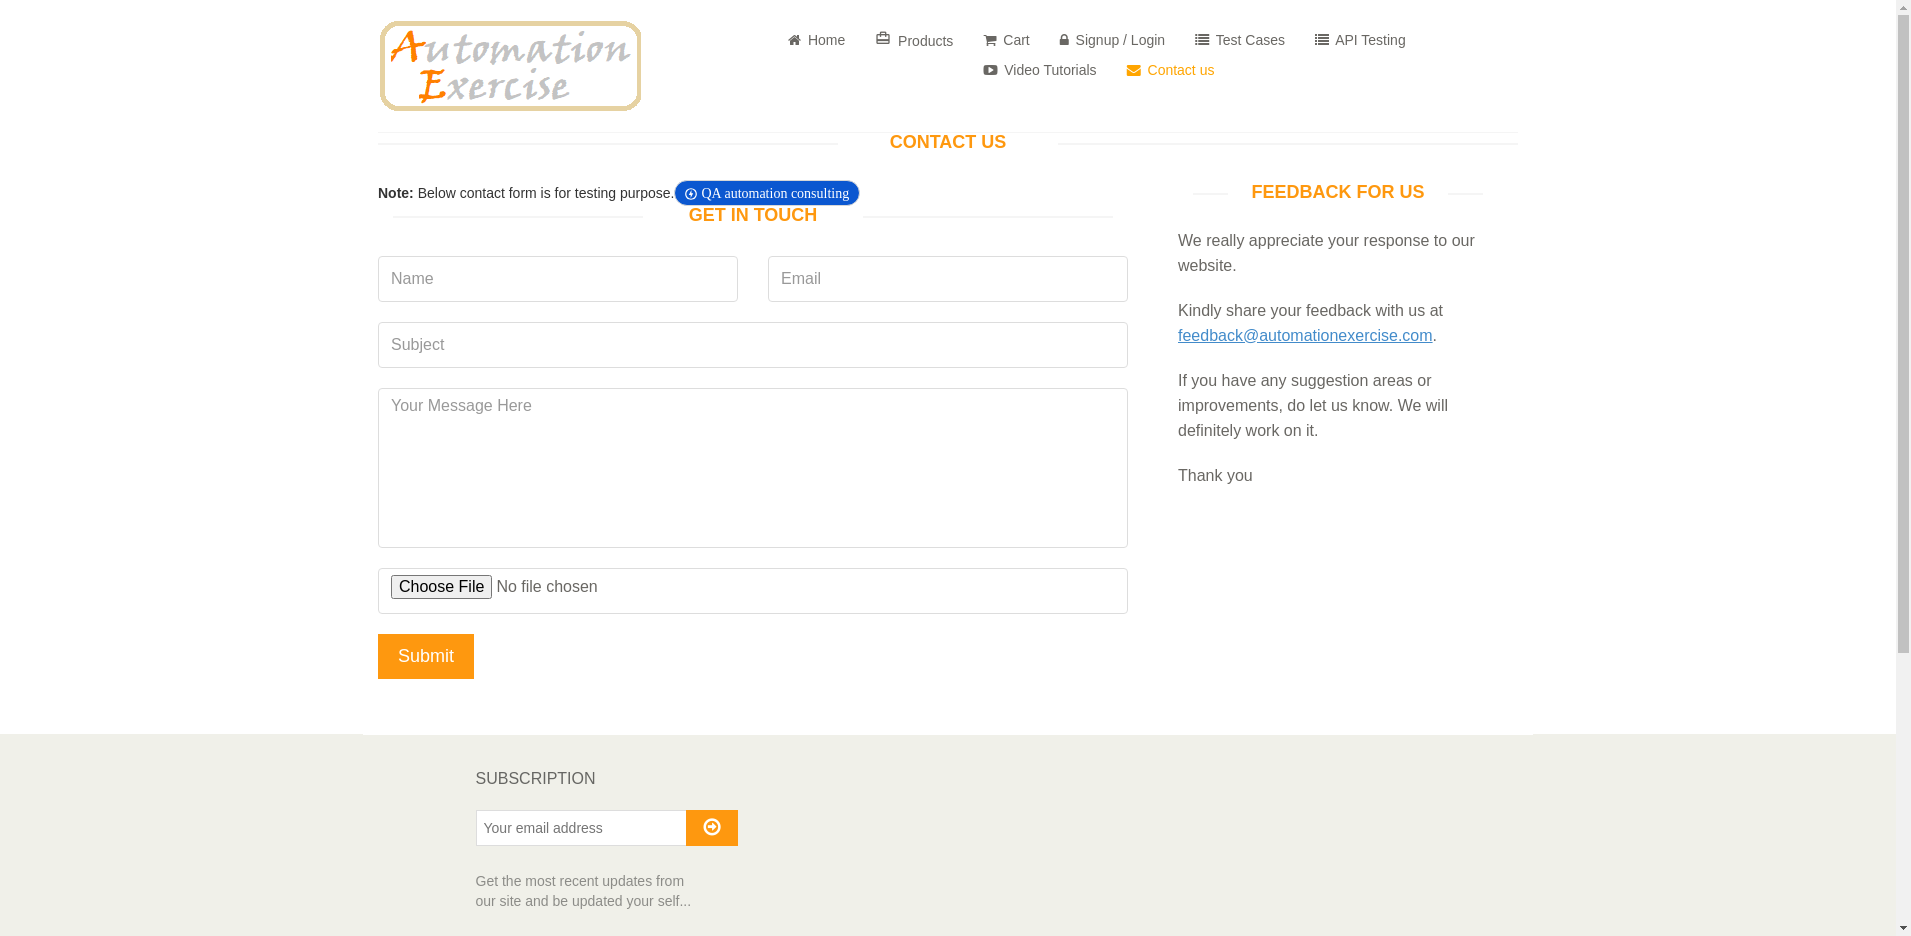 Automation
Exercise
Home
Products
Cart
Signup / Login
Test Cases
API Testing
Video Tutorials
Contact us
CONTACT US
Note: Below contact form is for testing purpose.
QA automation consulting
GET IN TOUCH
Name
Email
Subject
Your Message Here
Choose File No file chosen
Submit
FEEDBACK FOR US
We really appreciate your response to our
website.
Kindly share your feedback with us at
feedback@automationexercise.com.
If you have any suggestion areas or
improvements, do let us know. We will
definitely work on it.
Thank you
SUBSCRIPTION
Your email address
Get the most recent updates from
our site and be updated your self...